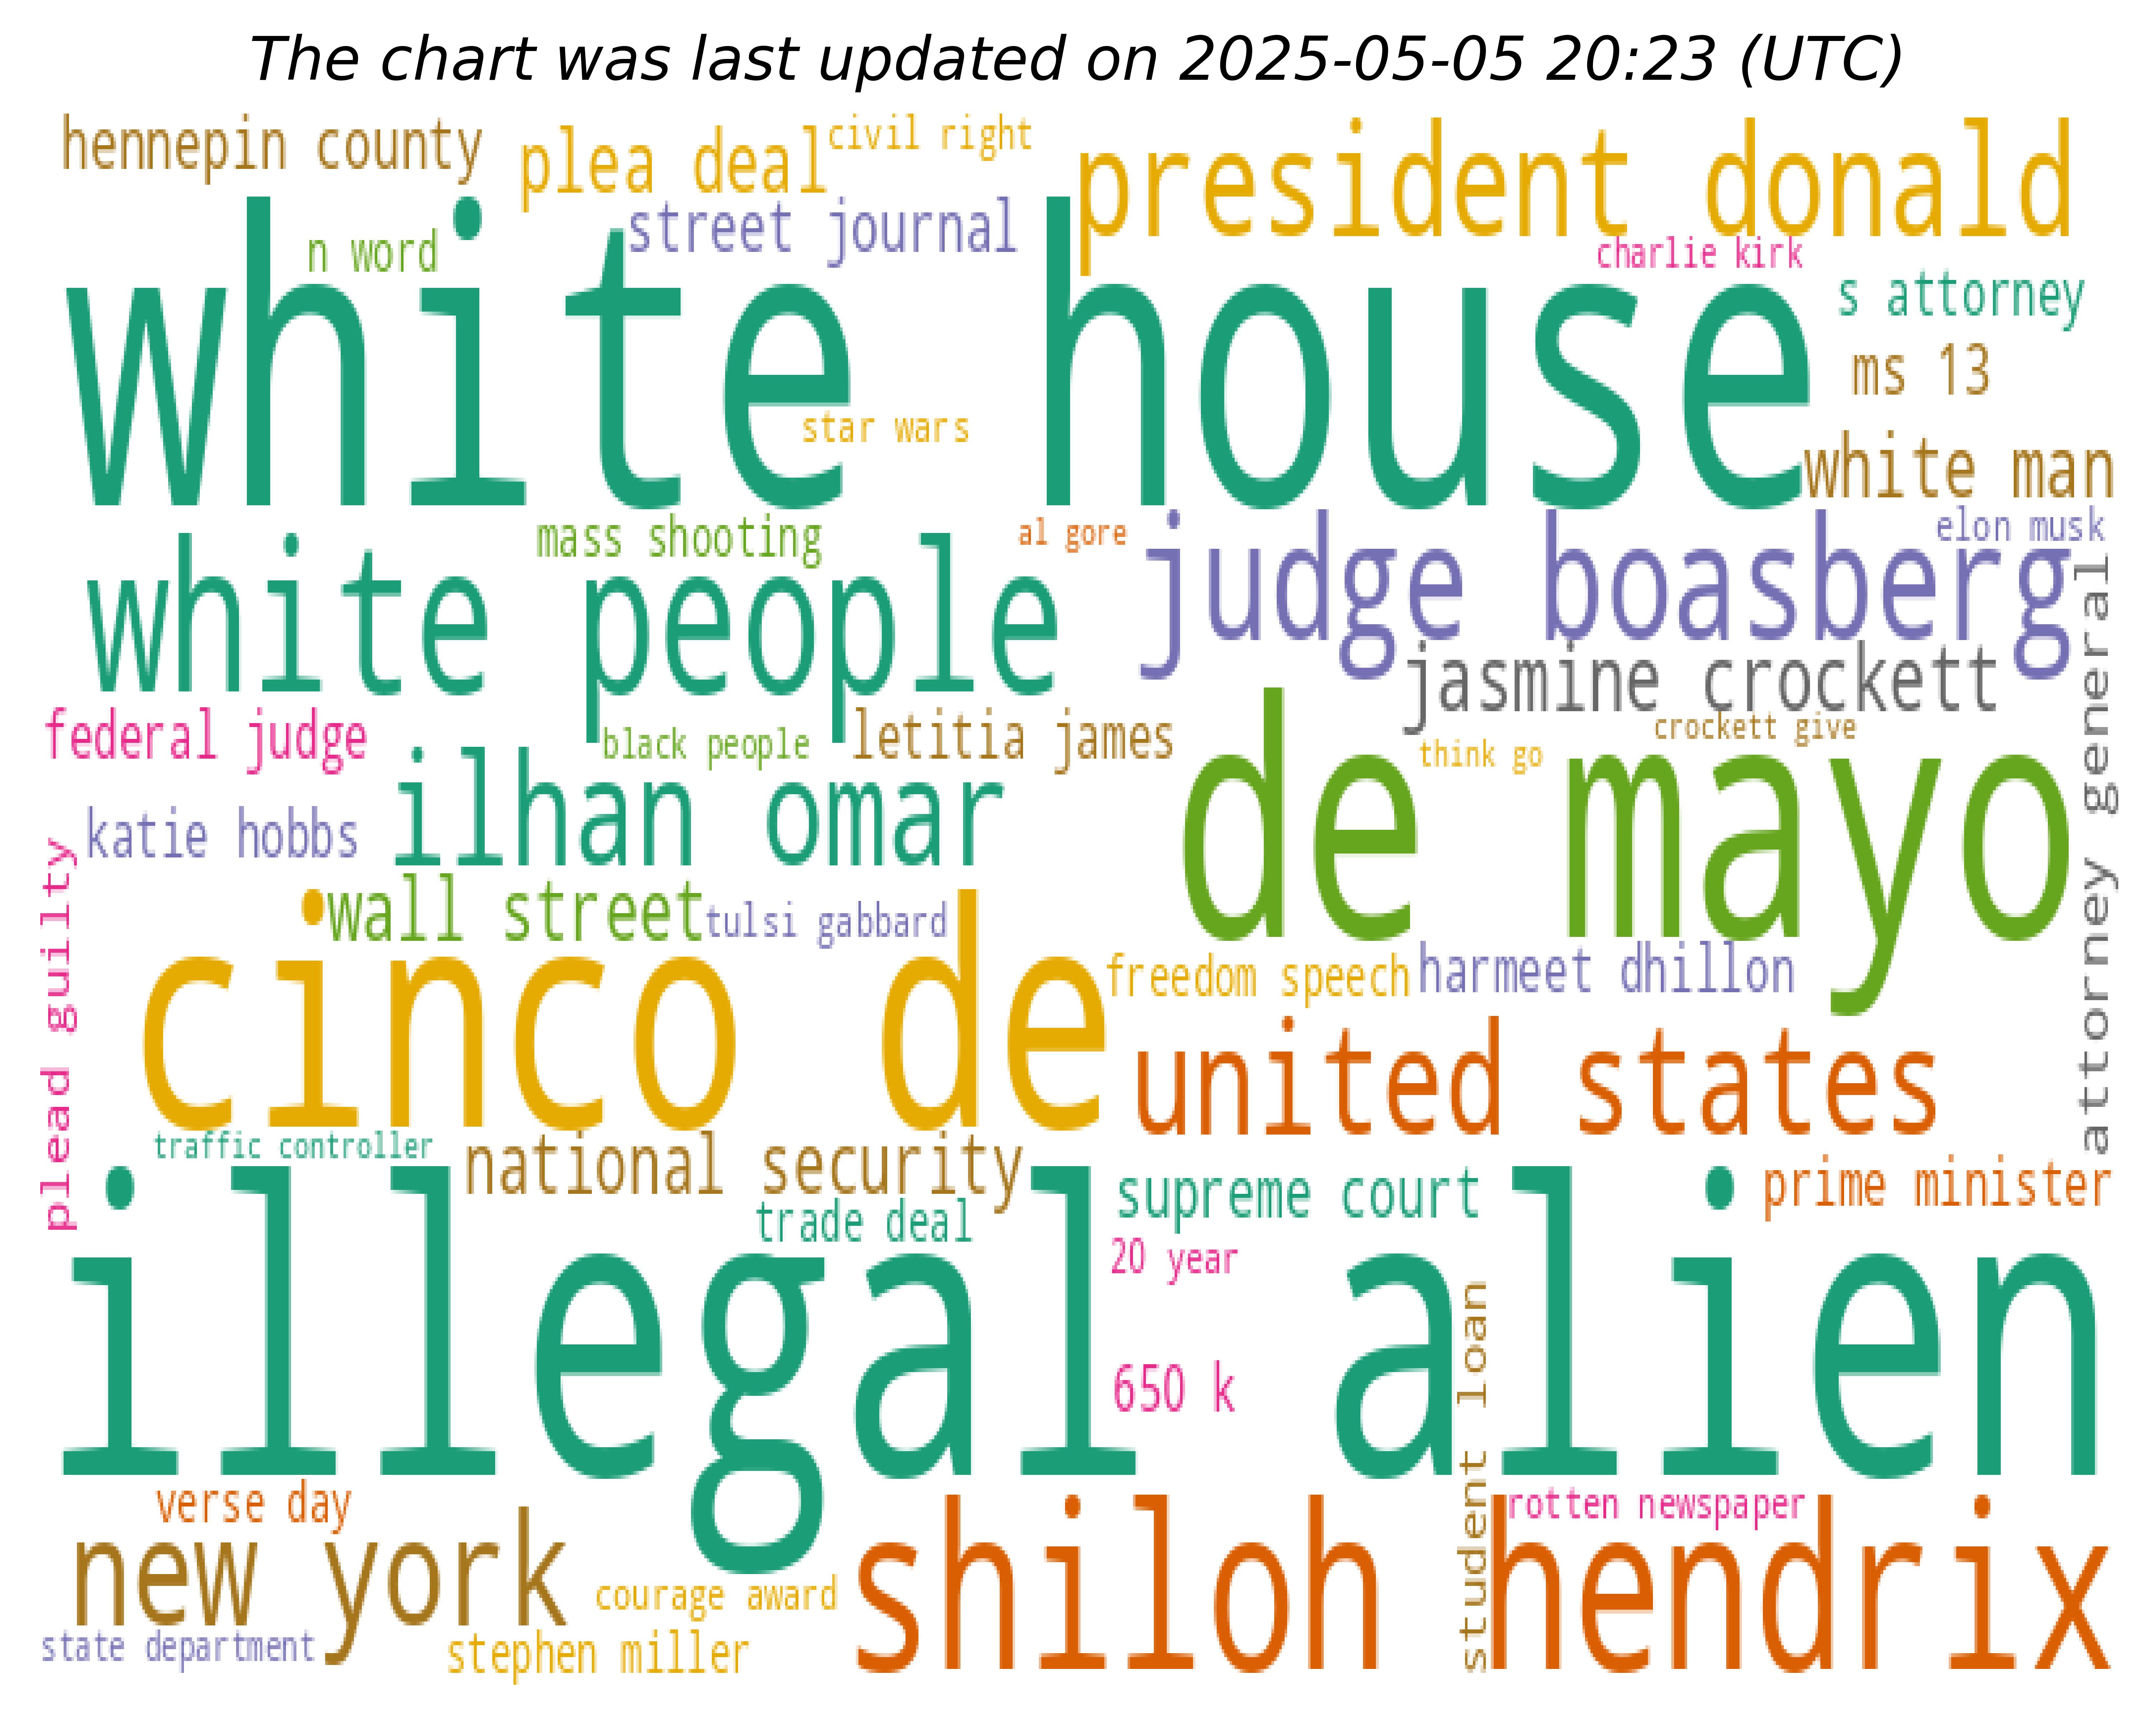 The chart was last updated on 2025-05-05 20:23 (UTC)
hennepin county
plea deal
civil right
president donald
street journal
n word
charlie kirk
white house
s attorney
ms 13
star wars
white man
mass shooting
al gore
judge boasberg
elon musk
white people
attorney general
jasmine crockett
federal judge
black people
letitia james
crockett give
think go
de mayo
ilhan omar
katie hobbs
plead guilty
wall street
tulsi gabbard
cinco de
freedom speech
harmeet dhillon
united states
traffic controller
national security
supreme court
prime minister
trade deal
20 year
illegal alien
650 k
student loan
verse day
rotten newspaper
new york
shiloh hendrix
courage award
state department
stephen miller